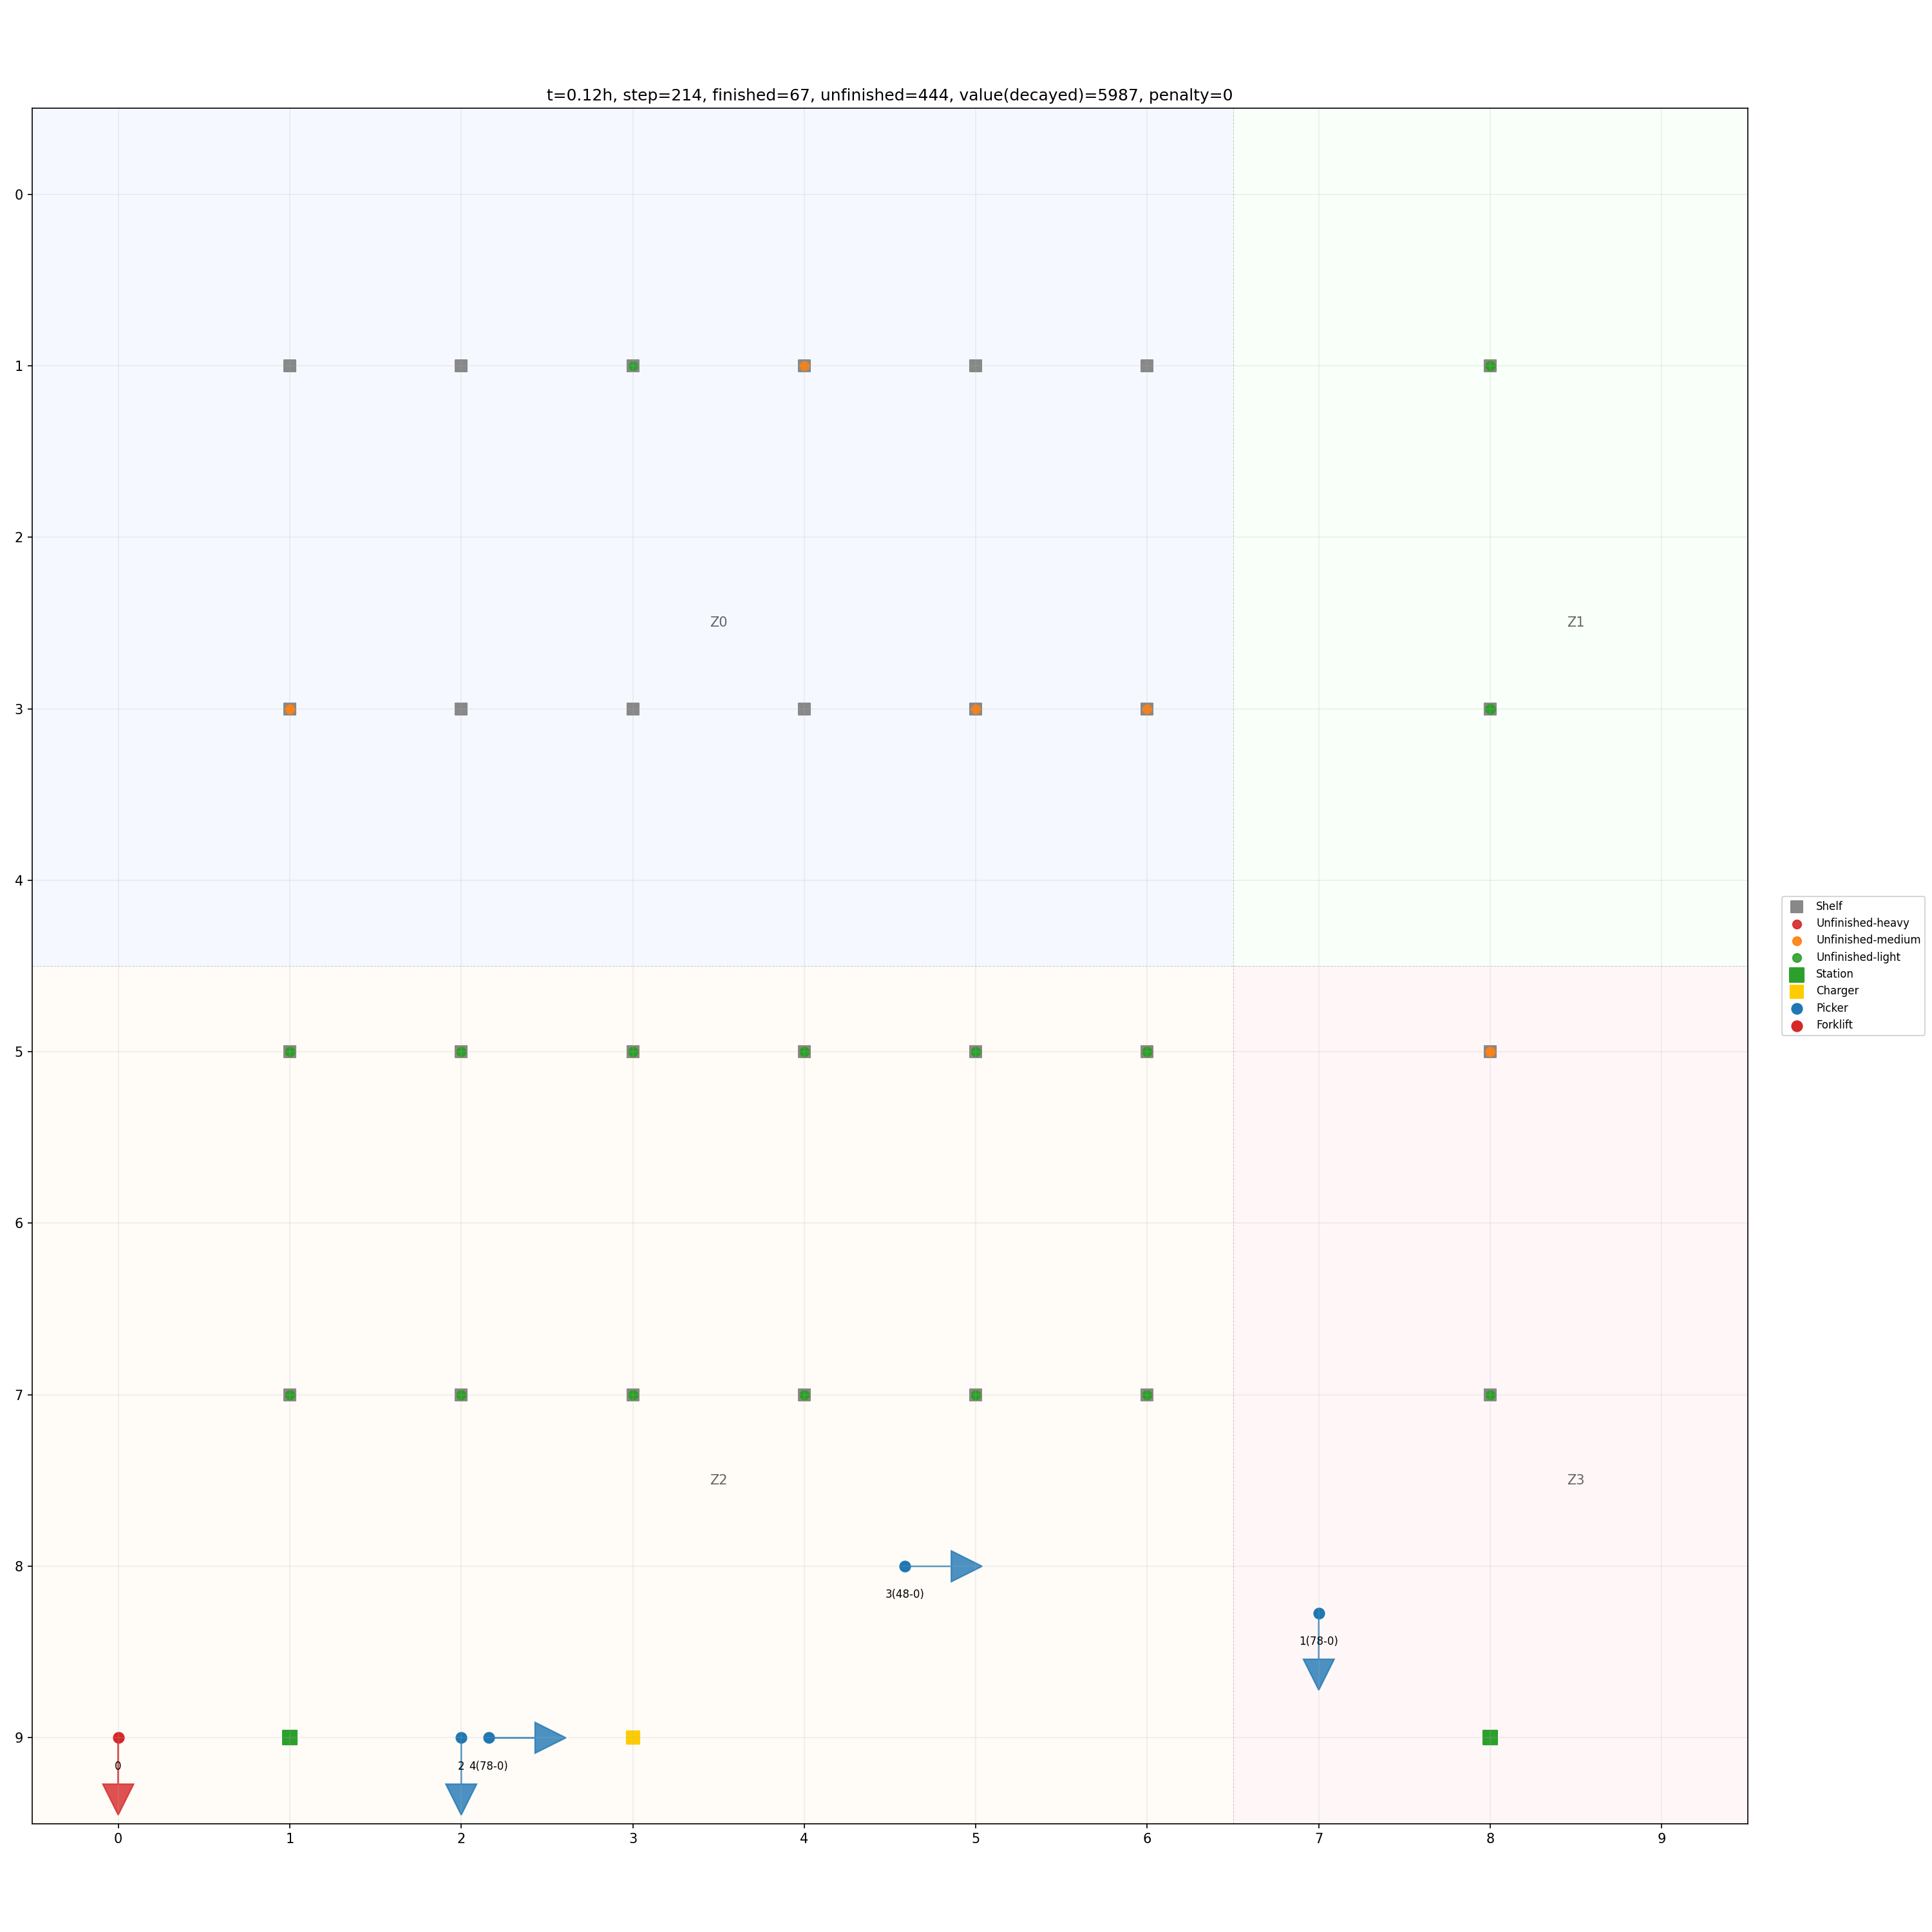 t=0.12h, step=214, finished=67, unfinished=444, value(decayed)=5987, penalty=0
0
1
2
Z0
Z1
3
4
Shelf
Unfinished-heavy
Unfinished-medium
Unfinished-light
Station
Charger
Picker
Forklift
5
6
7
Z2
Z3
8
3(48-0)
1(78-0)
9
0
2
4(78-0)
0 1 2 3 4 5 6 7 8 9